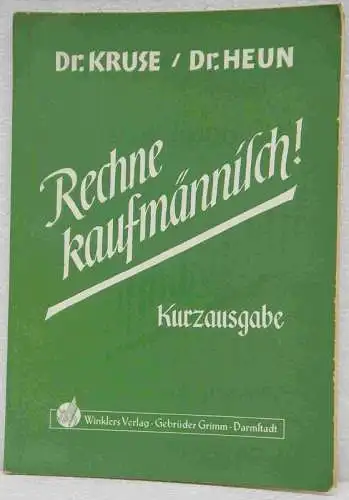 Dr. KRUSE / Dr. HEUN
Rechne
kaufmänniſch!
Kurzausgabe
Winklers Verlag · Gebrüder Grimm · Darmſtadt